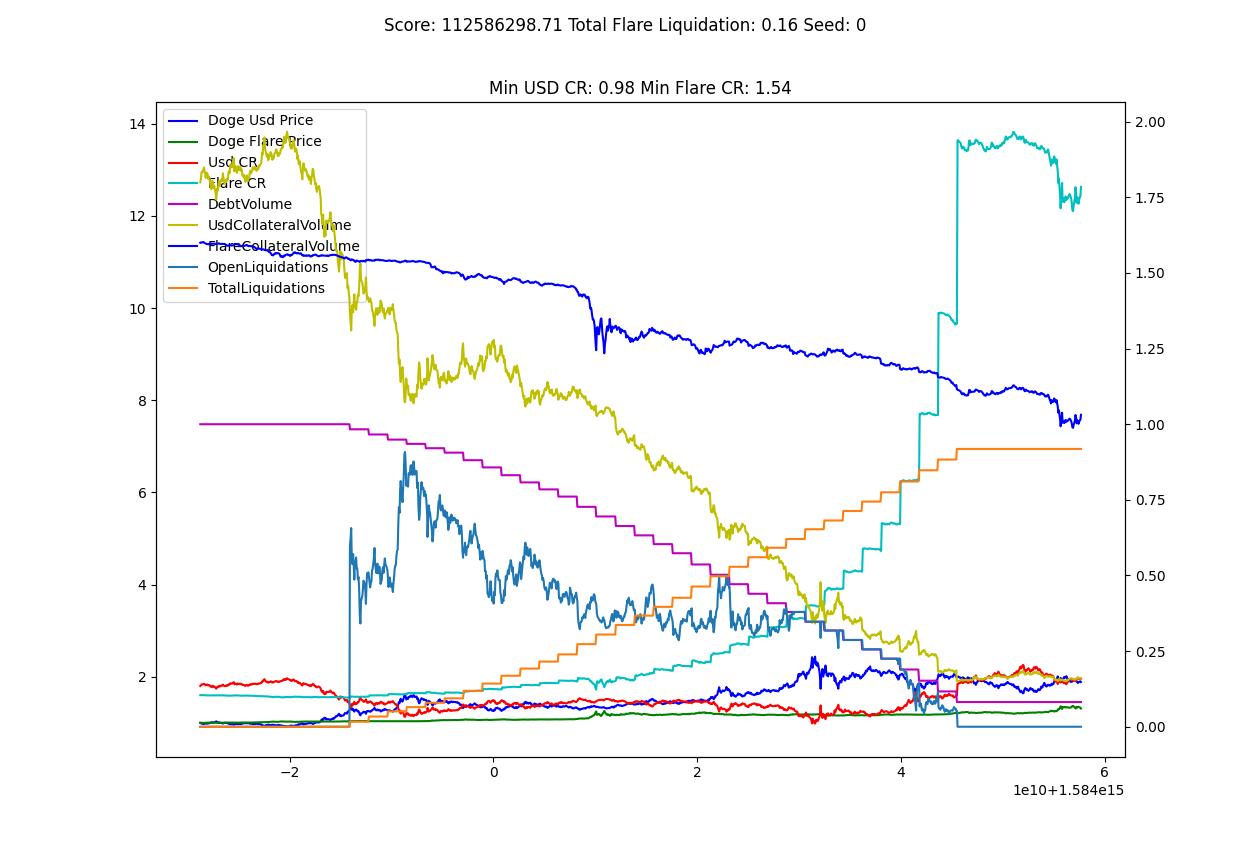 Score: 112586298.71 Total Flare Liquidation: 0.16 Seed: 0
Min USD CR: 0.98 Min Flare CR: 1.54
Doge Usd Price
Doge Flare Price
Usd CR
Flare CR
DebtVolume
UsdCollateralVolume
FlareCollateralVolume
OpenLiquidations
TotalLiquidations
14
12
10
8
6
4
2
2.00
1.75
1.50
1.25
1.00
0.75
0.50
0.25
0.00
−2
0
2
4
6
1e10+1.584e15